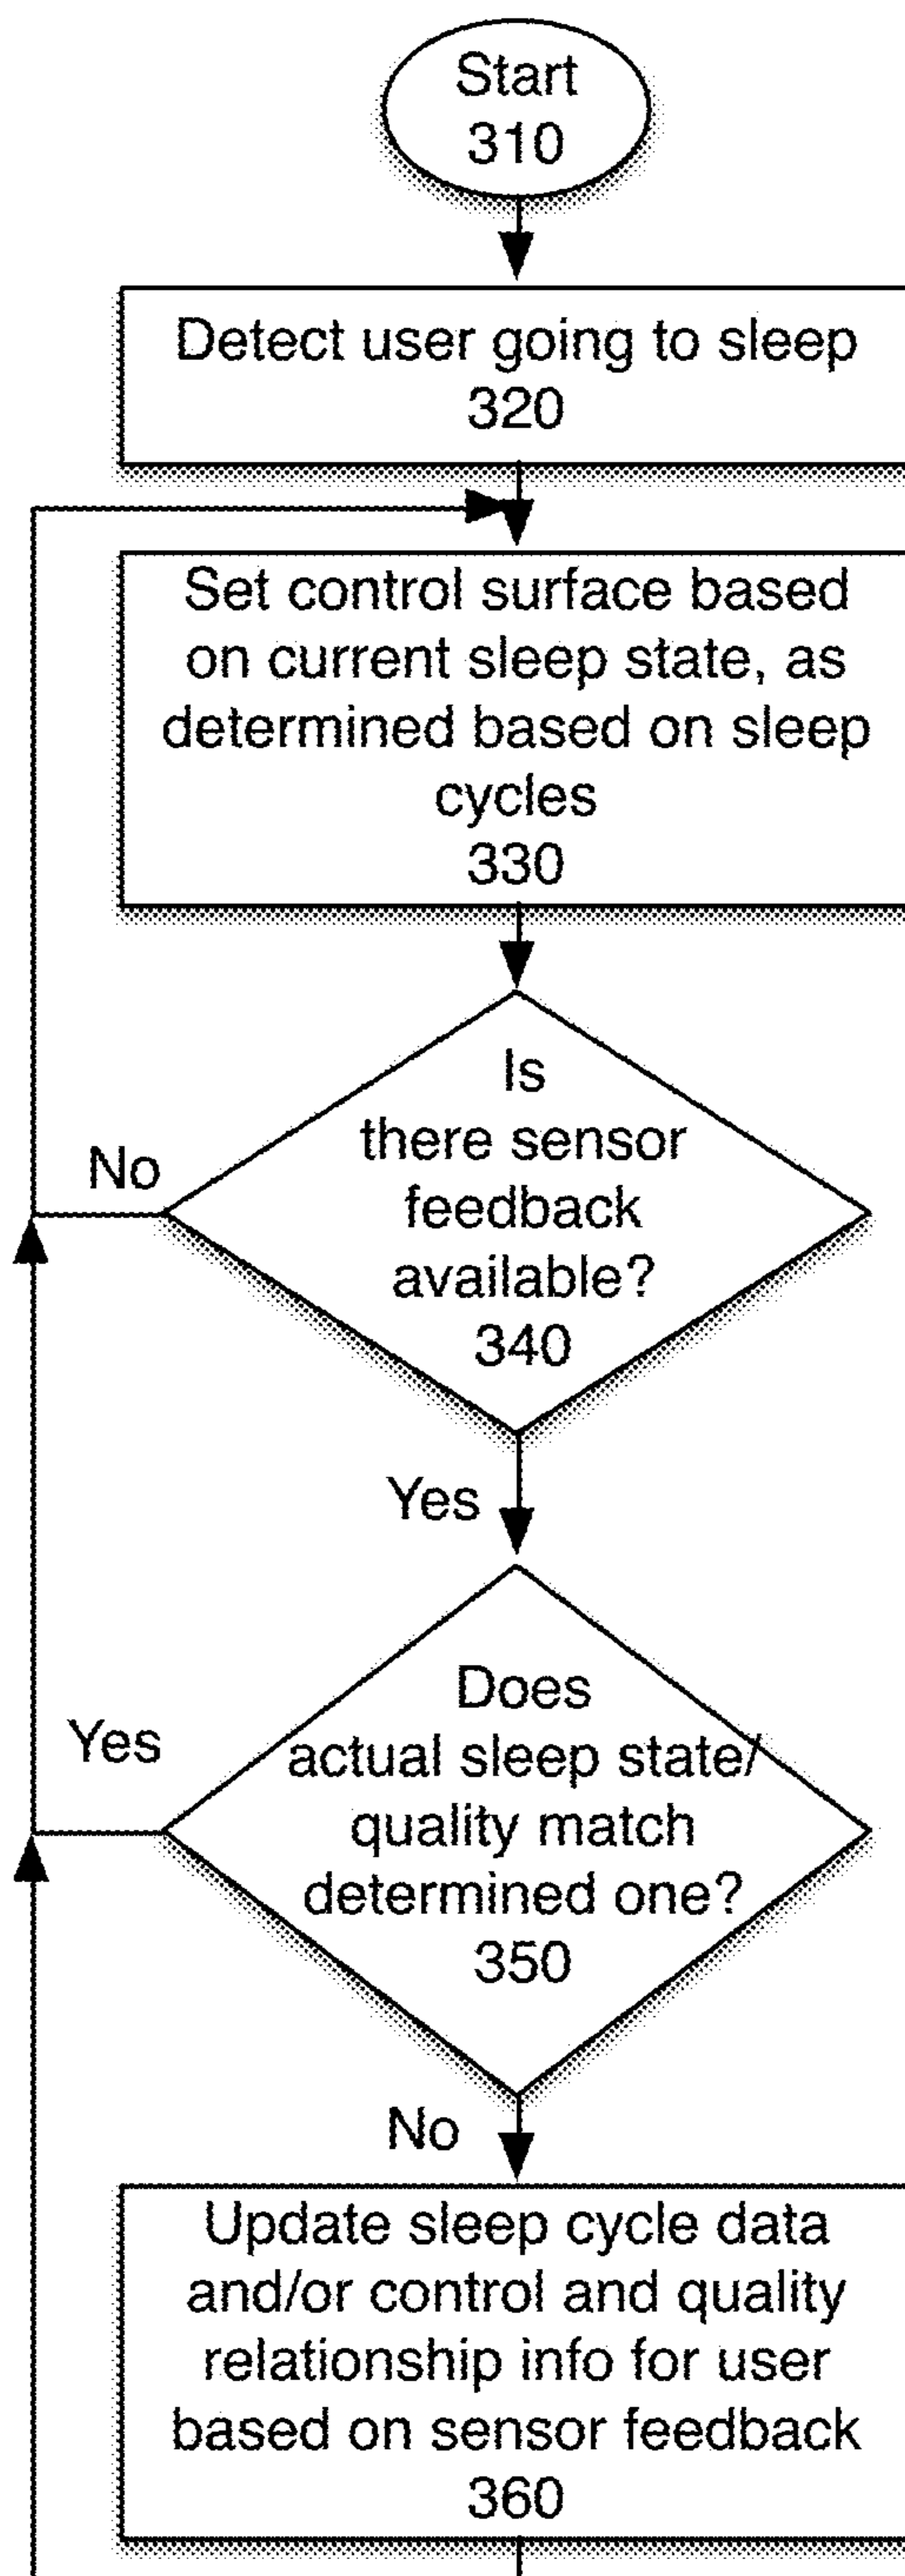 Start
310
Detect user going to sleep
320
Set control surface based
on current sleep state, as
determined based on sleep
cycles
330
Is
there sensor
feedback
available?
340
No
Yes
Does
actual sleep state/
quality match
determined one?
350
Yes
No
Update sleep cycle data
and/or control and quality
relationship info for user
based on sensor feedback
360